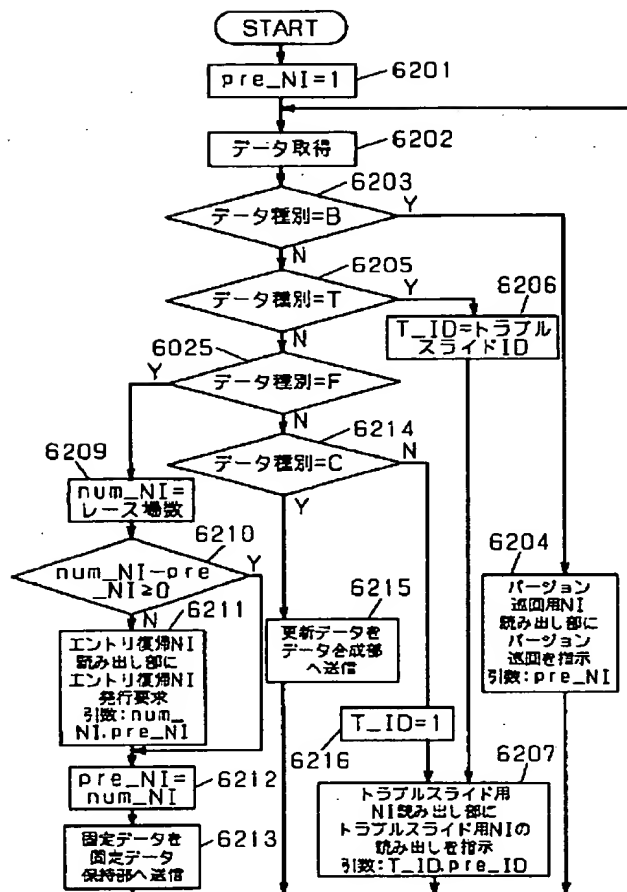 START
pre_NI=1
6201
データ取得
6202
6203
データ種別=B
Y
N
6205
データ種別=T
Y
N
6206
T_ID=トラブル
スライドID
6025
データ種別=F
Y
N
6214
データ種別=C
N
Y
6209
num_NI=
レース場数
6210
num_NI-pre
_NI≥0
Y
N
6211
エントリ復帰NI
読み出し部に
エントリ復帰NI
発行要求
引数:num_
NI.pre_NI
6215
更新データを
データ合成部
へ送信
6204
バージョン
巡回用NI
読み出し部に
バージョン
巡回を指示
引数:pre_NI
T_ID=1
6216
pre_NI=
num_NI
6212
6207
トラブルスライド用
NI読み出し部に
トラブルスライド用NIの
読み出しを指示
引数:T_ID.pre_ID
固定データを
固定データ
保持部へ送信
6213